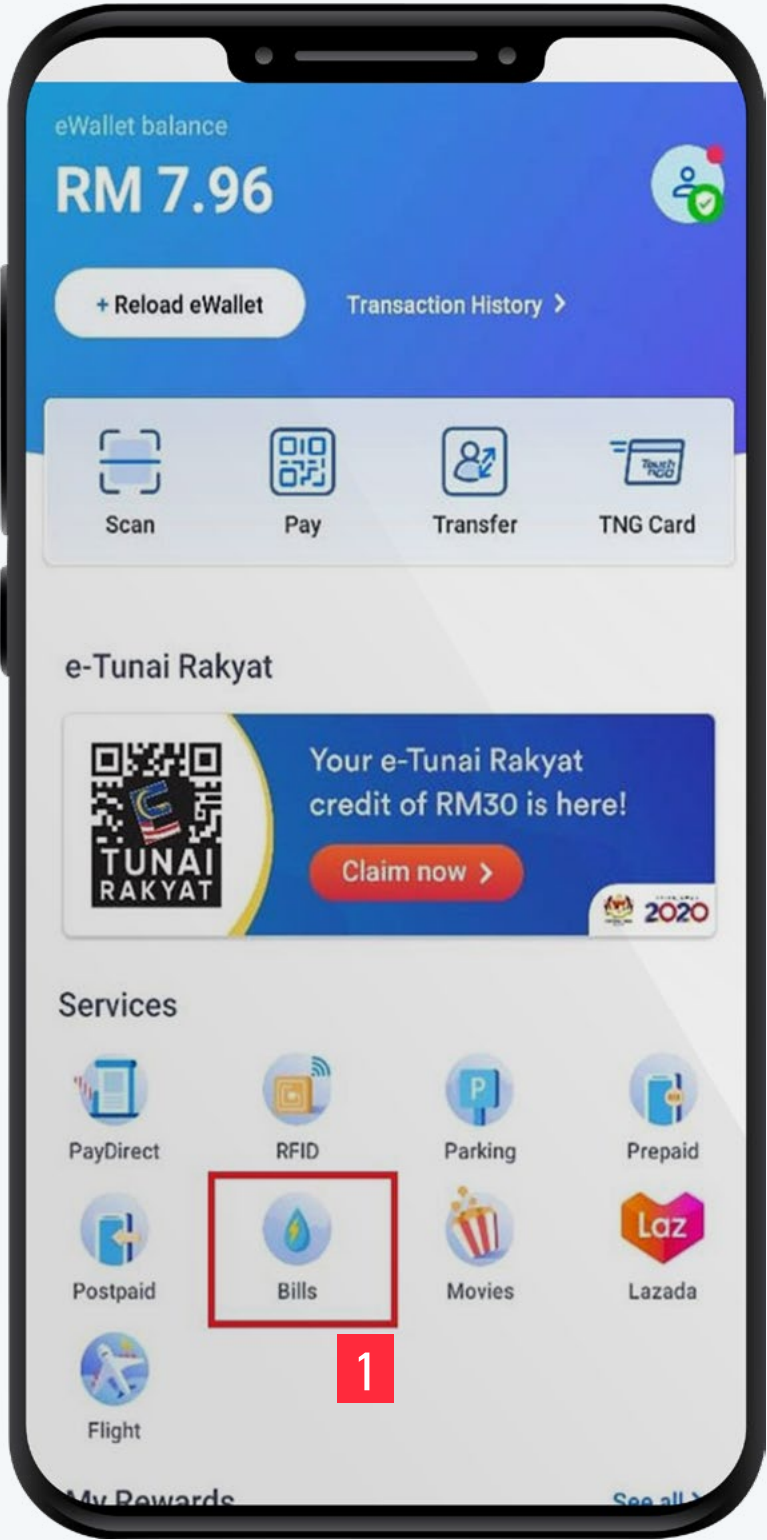 eWallet balance
RM 7.96
+ Reload eWallet
Transaction History >
Scan
Pay
Transfer
TNG Card
Touch
nGO
e-Tunai Rakyat
TUNAI
RAKYAT
Your e-Tunai Rakyat
credit of RM30 is here!
Claim now >
2020
Services
PayDirect
RFID
Parking
Prepaid
P
Postpaid
Bills
Movies
Lazada
Laz
1
Flight
My Rewards
See all >